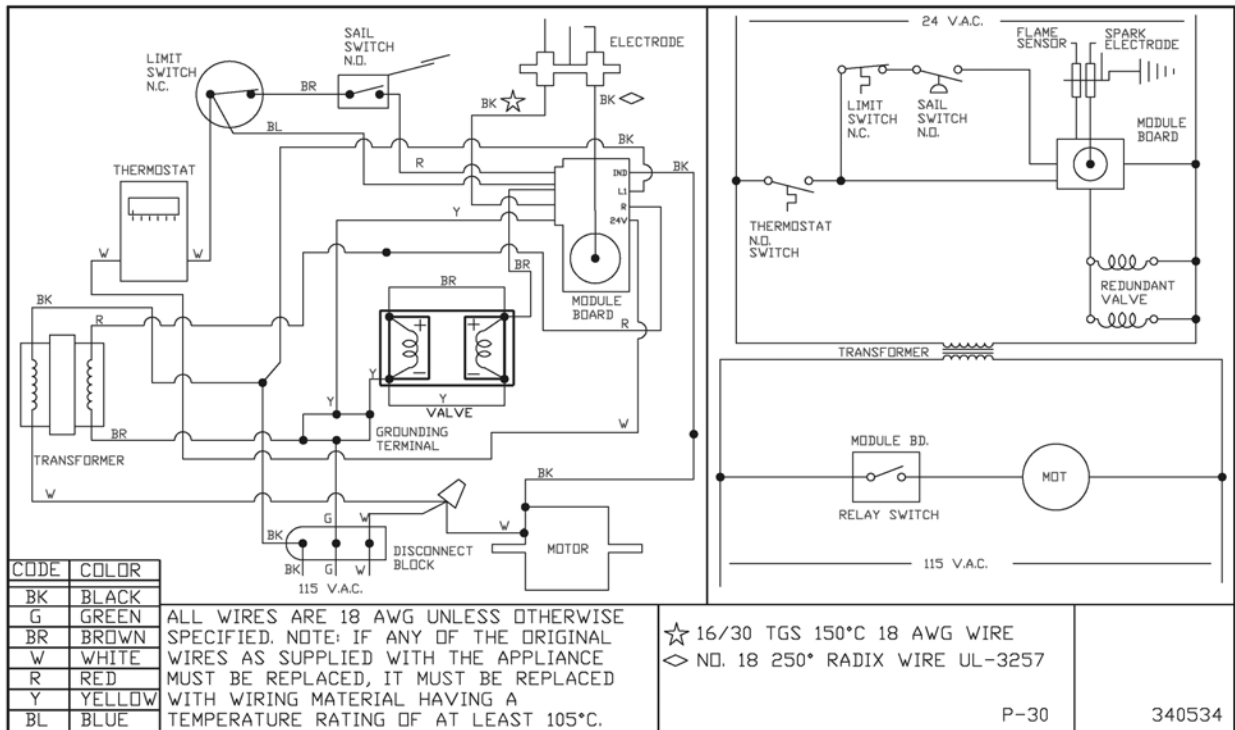 SAIL
SWITCH
N.O.
LIMIT
SWITCH
N.C.
ELECTRODE
BR
BK
BK
BL
BK
THERMOSTAT
R
BK
IND
L1
R
24V
Y
W
W
BR
MODULE
BOARD
BK
R
BR
R
+
+
-
-
Y
Y
Y
VALVE
BR
GROUNDING
TERMINAL
W
TRANSFORMER
W
BK
G
W
W
BK
MOTOR
DISCONNECT
BLOCK
BK
G
W
115 V.A.C.
24 V.A.C.
FLAME
SENSOR
SPARK
ELECTRODE
LIMIT
SWITCH
N.C.
SAIL
SWITCH
N.O.
MODULE
BOARD
THERMOSTAT
N.O.
SWITCH
REDUNDANT
VALVE
TRANSFORMER
MODULE BD.
MOT
RELAY SWITCH
115 V.A.C.
CODE COLOR
BK BLACK
G GREEN
BR BROWN
W WHITE
R RED
Y YELLOW
BL BLUE
ALL WIRES ARE 18 AWG UNLESS OTHERWISE
SPECIFIED. NOTE: IF ANY OF THE ORIGINAL
WIRES AS SUPPLIED WITH THE APPLIANCE
MUST BE REPLACED, IT MUST BE REPLACED
WITH WIRING MATERIAL HAVING A
TEMPERATURE RATING OF AT LEAST 105°C.
☆ 16/30 TGS 150°C 18 AWG WIRE
◇ NO. 18 250° RADIX WIRE UL-3257
P-30
340534